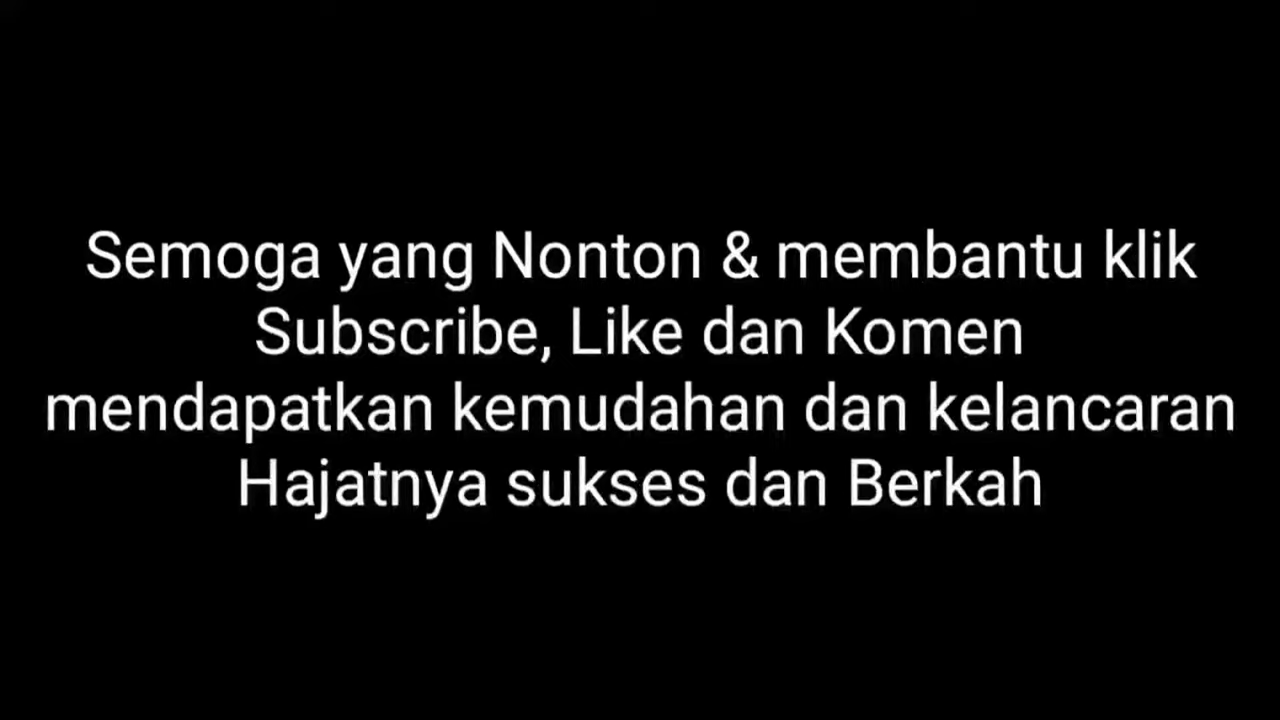 Semoga yang Nonton & membantu klik
Subscribe, Like dan Komen
mendapatkan kemudahan dan kelancaran
Hajatnya sukses dan Berkah